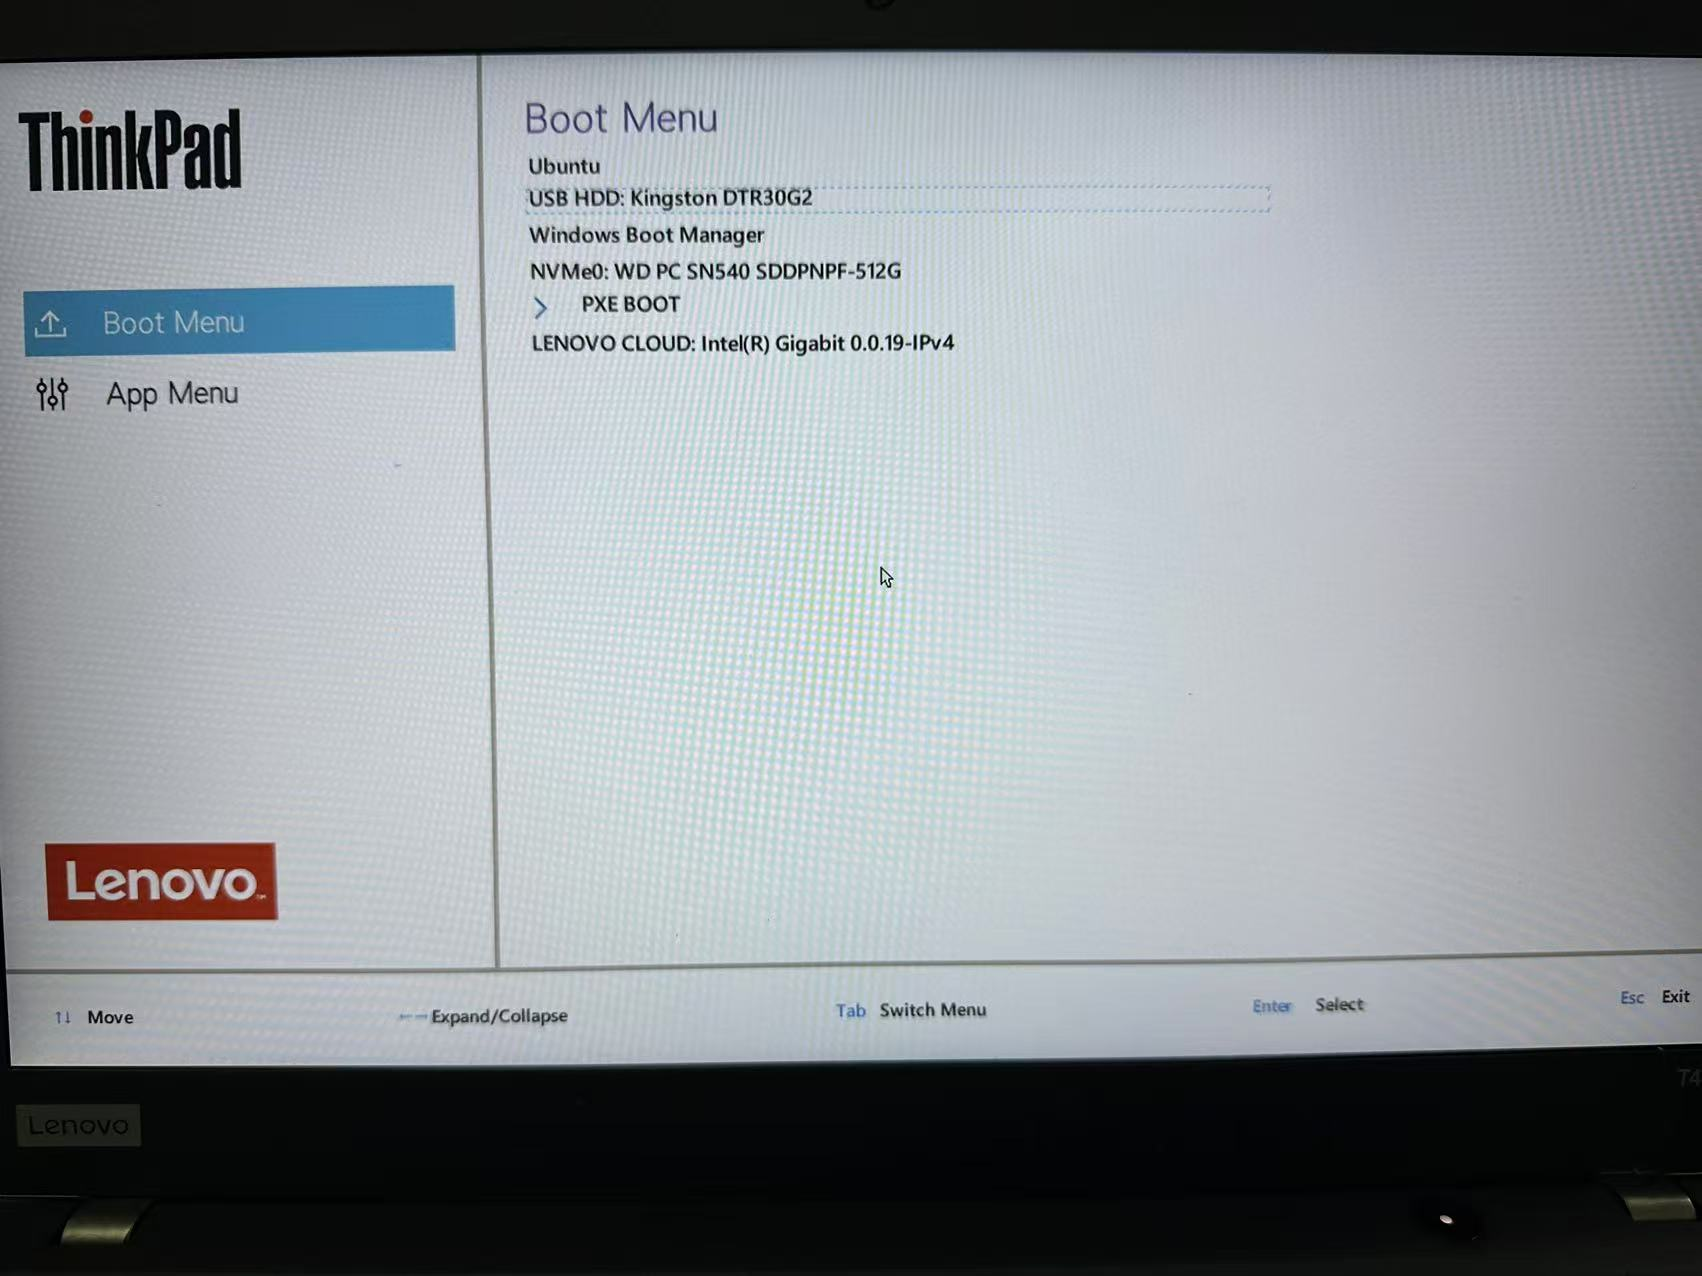 ThinkPad
Boot Menu
App Menu
Lenovo
Boot Menu
Ubuntu
USB HDD: Kingston DTR30G2
Windows Boot Manager
NVMe0: WD PC SN540 SDDPNPF-512G
PXE BOOT
LENOVO CLOUD: Intel(R) Gigabit 0.0.19-IPv4
↑↓ Move
←→ Expand/Collapse
Tab Switch Menu
Enter Select
Esc Exit
T4
Lenovo